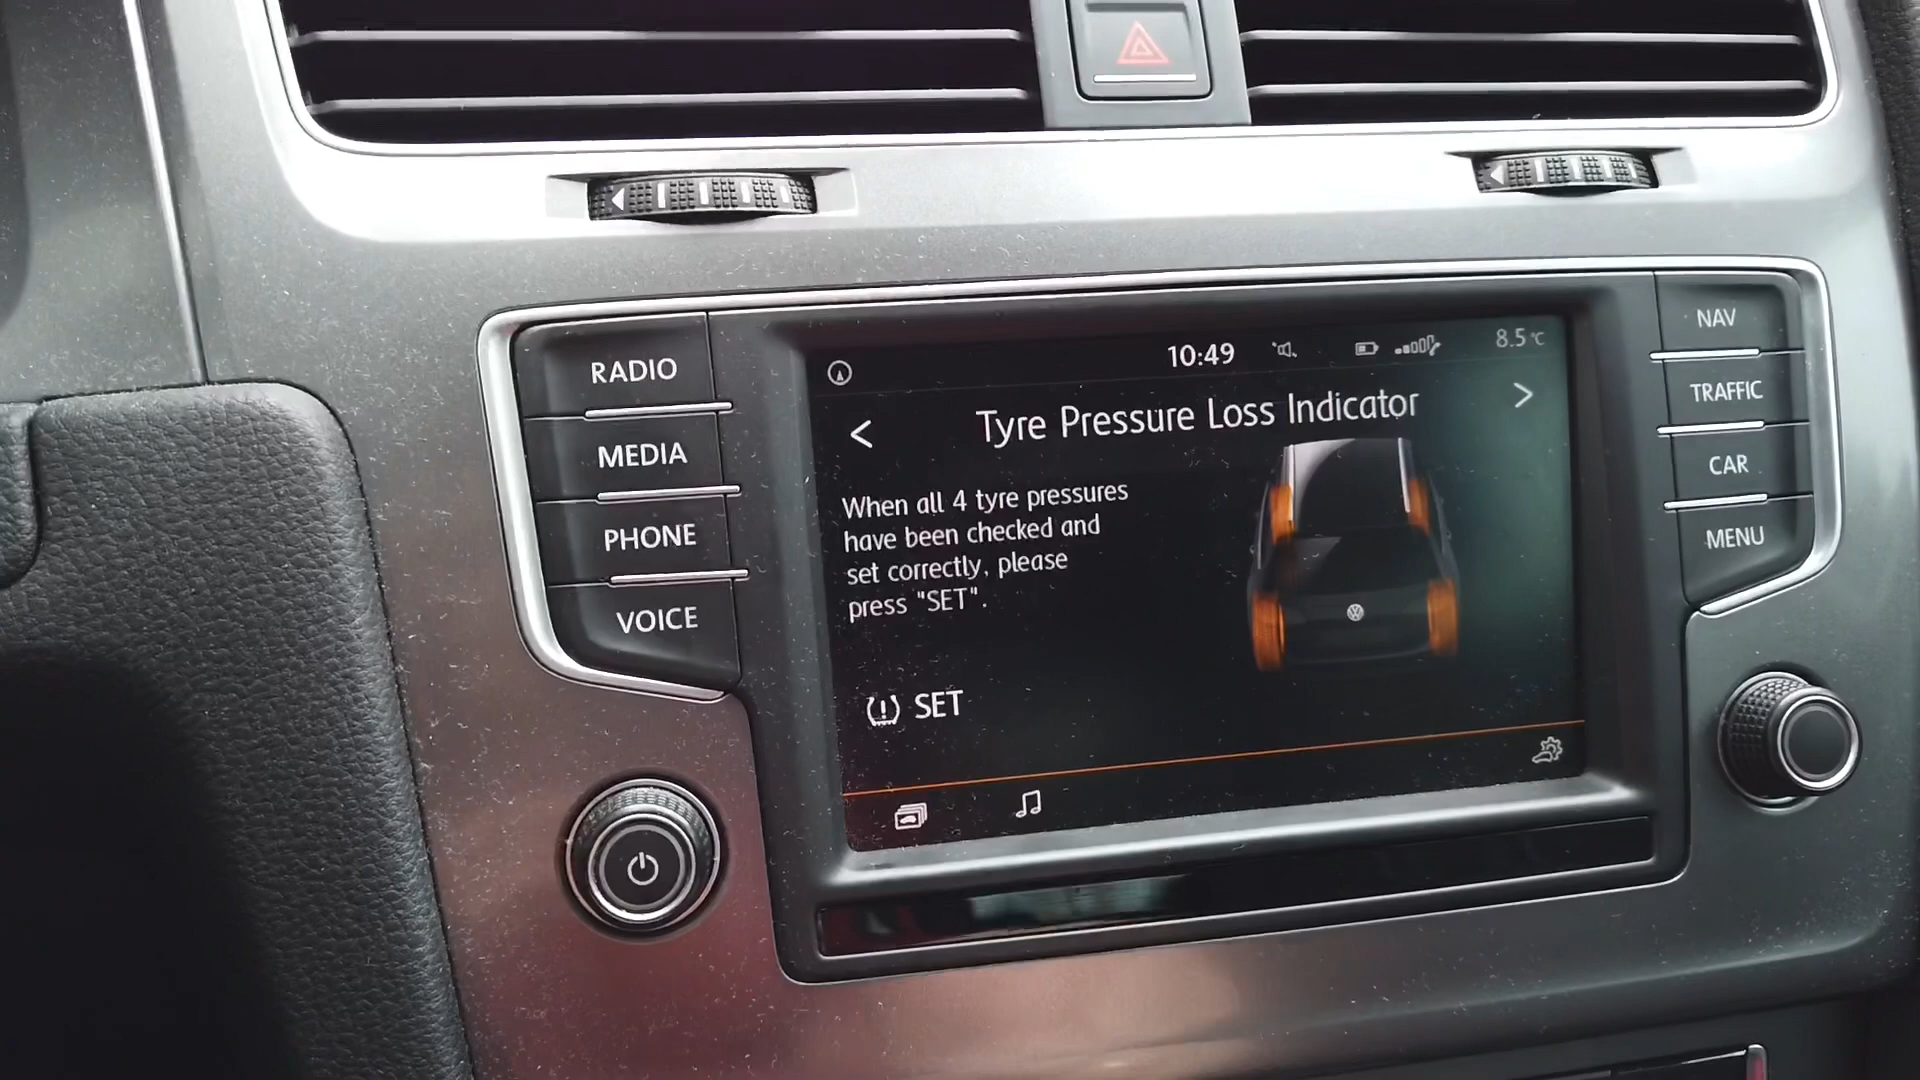 RADIO
MEDIA
PHONE
VOICE
10:49
8.5 °C
Tyre Pressure Loss Indicator
When all 4 tyre pressures
have been checked and
set correctly, please
press "SET".
SET
NAV
TRAFFIC
CAR
MENU